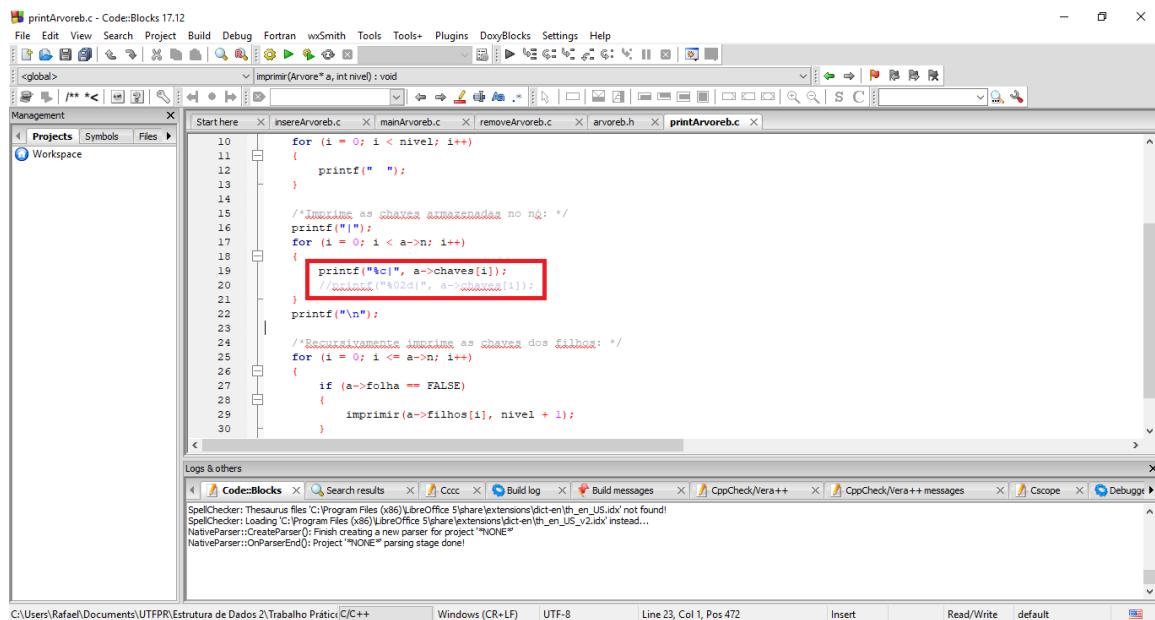 printArvoreb.c - Code::Blocks 17.12
File Edit View Search Project Build Debug Fortran wxSmith Tools Tools+ Plugins DoxyBlocks Settings Help
<global>
imprimir(Arvore* a, int nivel) : void
/** *<
S C
Management
Projects Symbols Files
Workspace
Start here insereArvoreb.c mainArvoreb.c removeArvoreb.c arvoreb.h printArvoreb.c
10 for (i = 0; i < nivel; i++)
11 {
12 printf("  ");
13 }
14
15 /*Imprime as chaves armazenadas no nó: */
16 printf("|");
17 for (i = 0; i < a->n; i++)
18 {
19 printf("%c|", a->chaves[i]);
20 //printf("%02d|", a->chaves[i]);
21 }
22 printf("\n");
23
24 /*Recursivamente imprime as chaves dos filhos: */
25 for (i = 0; i <= a->n; i++)
26 {
27 if (a->folha == FALSE)
28 {
29 imprimir(a->filhos[i], nivel + 1);
30 }
Logs & others
Code::Blocks Search results Cccc Build log Build messages CppCheck/Vera++ CppCheck/Vera++ messages Cscope Debugge
SpellChecker: Thesaurus files 'C:\Program Files (x86)\LibreOffice 5\share\extensions\dict-en\th_en_US.idx' not found!
SpellChecker: Loading 'C:\Program Files (x86)\LibreOffice 5\share\extensions\dict-en\th_en_US_v2.idx' instead...
NativeParser::CreateParser(): Finish creating a new parser for project '*NONE*'
NativeParser::OnParserEnd(): Project '*NONE*' parsing stage done!
C:\Users\Rafael\Documents\UTFPR\Estrutura de Dados 2\Trabalho Prático C/C++ Windows (CR+LF) UTF-8 Line 23, Col 1, Pos 472 Insert Read/Write default